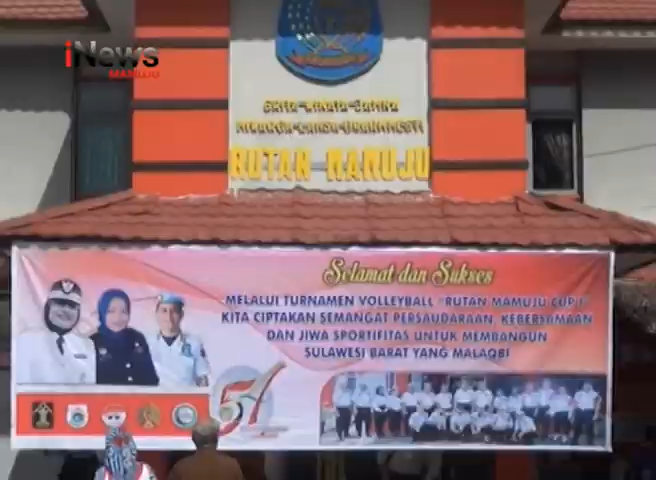 iNews
MAMUJU
RUTAN MAMUJU
Selamat dan Sukses
MELALUI TURNAMEN VOLLEYBALL "RUTAN MAMUJU CUP I"
KITA CIPTAKAN SEMANGAT PERSAUDARAAN, KEBERSAMAAN
DAN JIWA SPORTIFITAS UNTUK MEMBANGUN
SULAWESI BARAT YANG MALAQBI